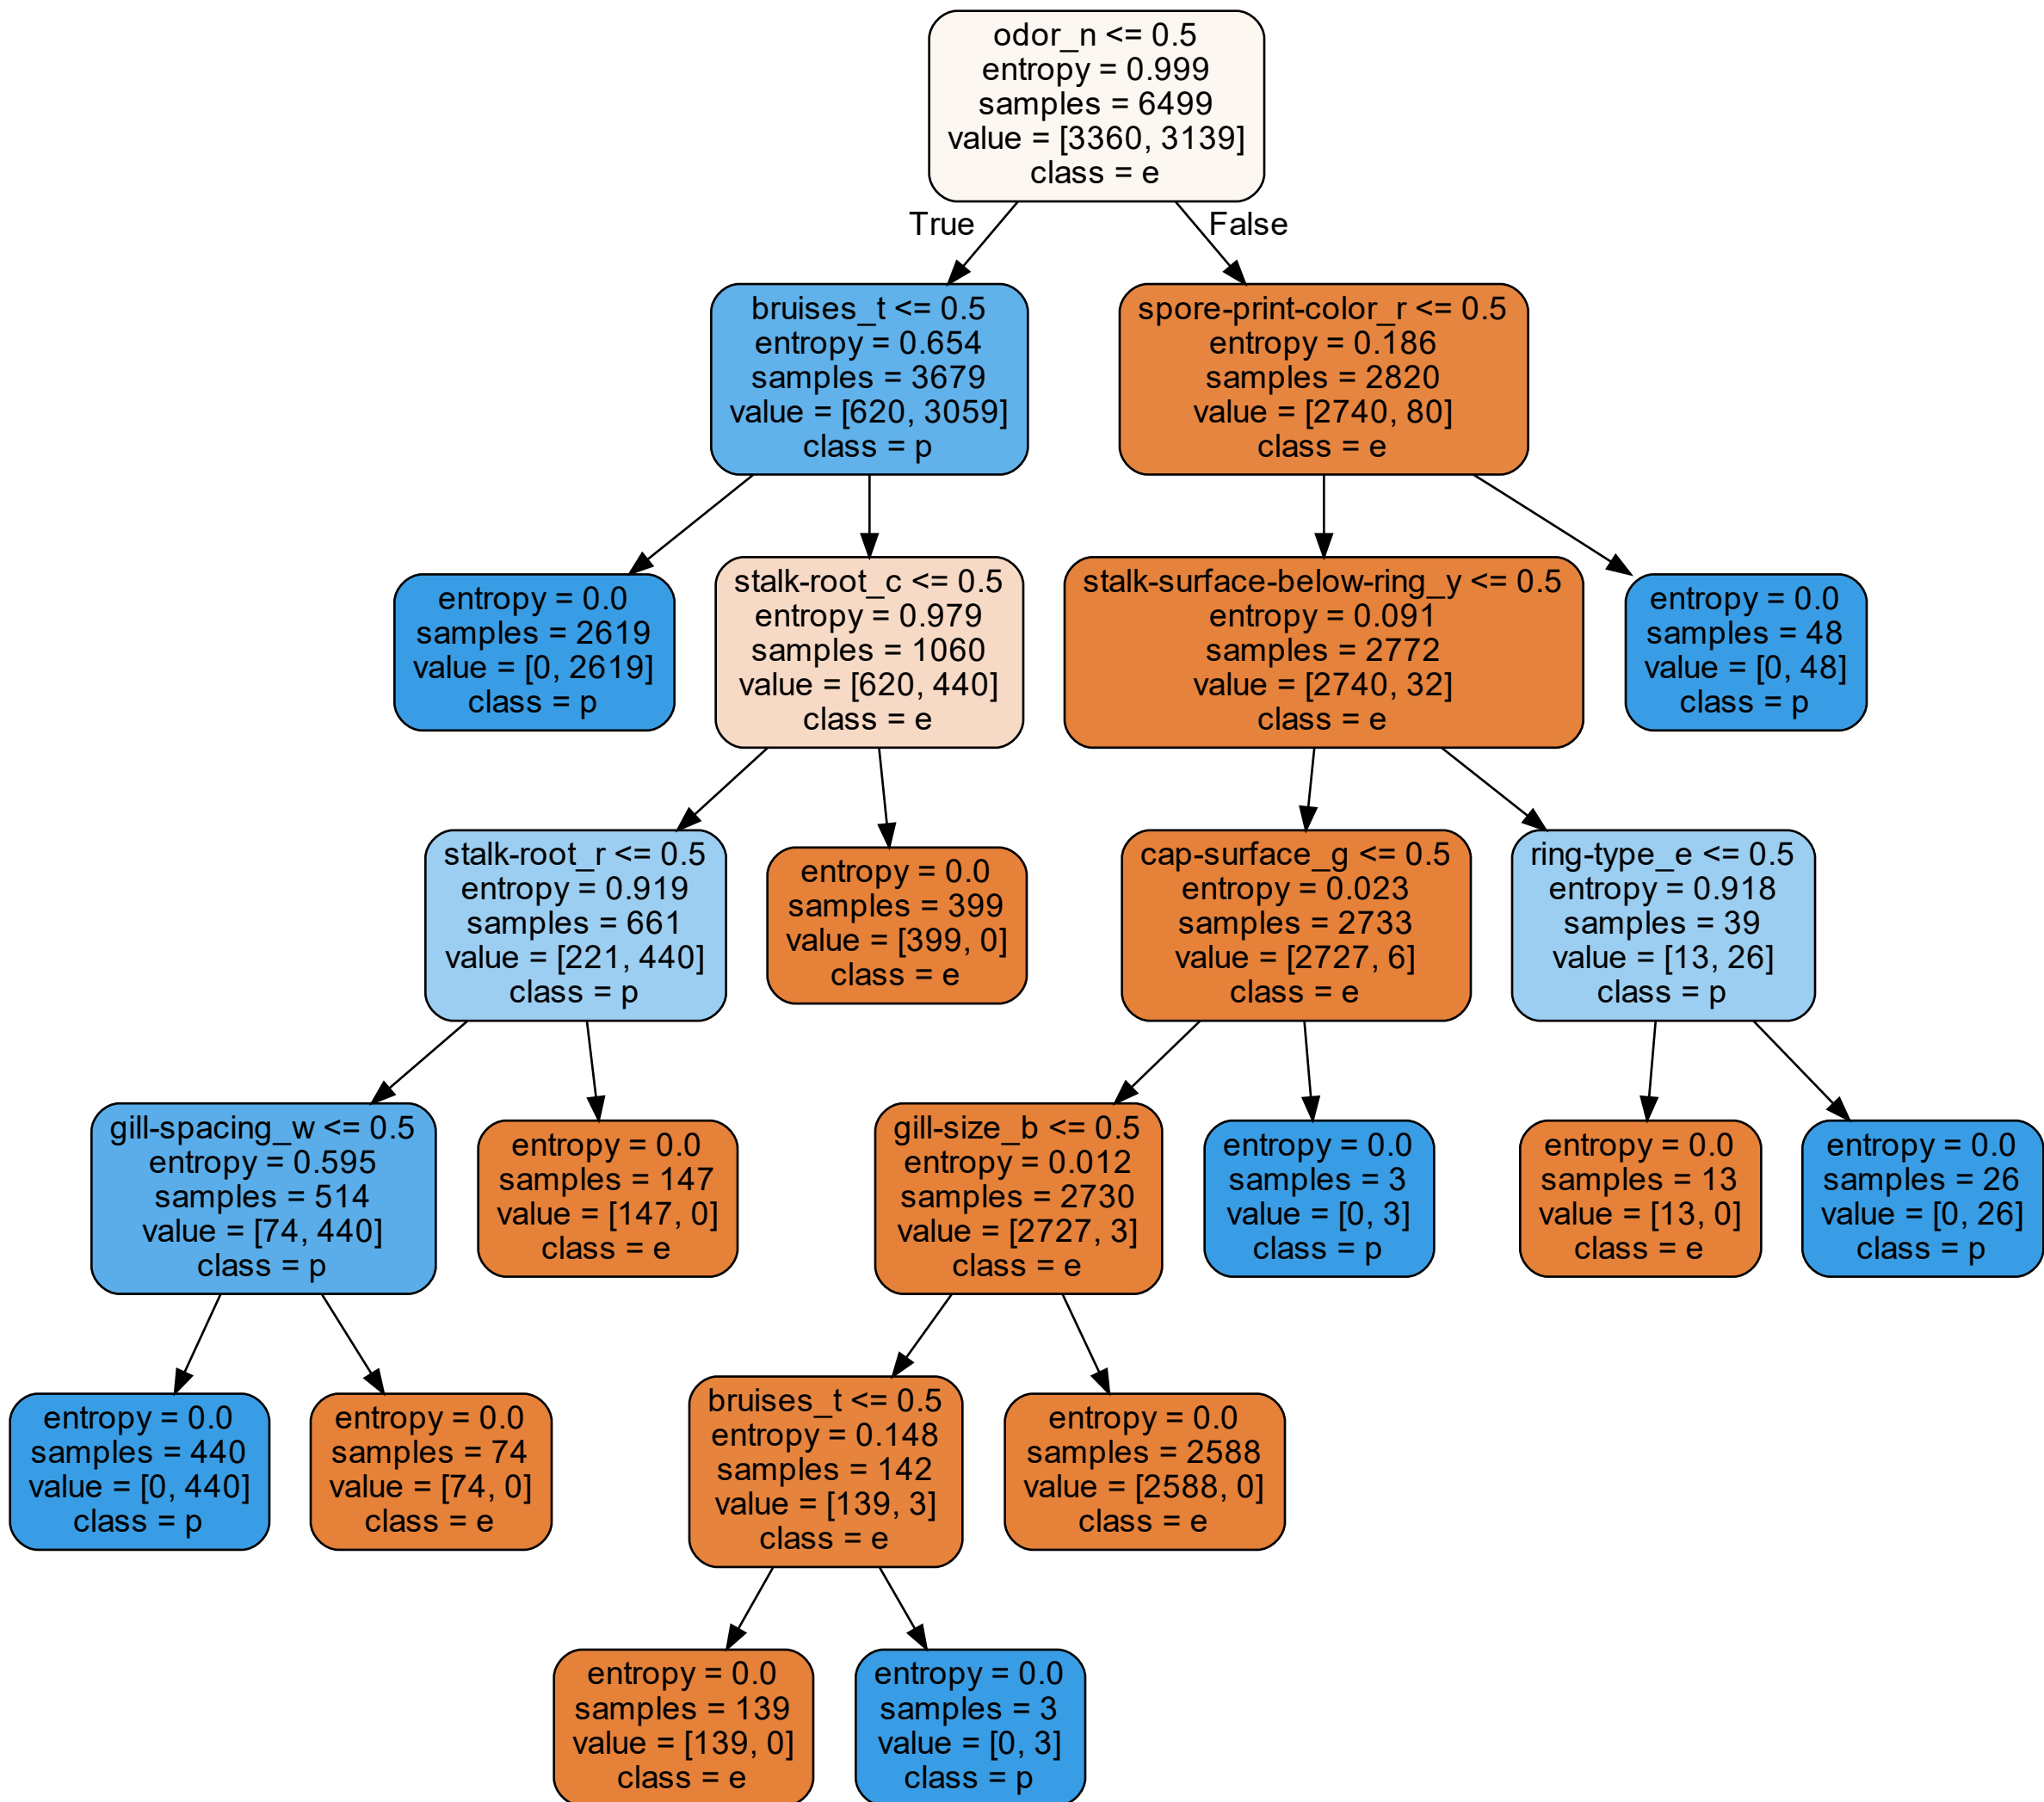 odor_n <= 0.5
entropy = 0.999
samples = 6499
value = [3360, 3139]
class = e
True
False
bruises_t <= 0.5
entropy = 0.654
samples = 3679
value = [620, 3059]
class = p
spore-print-color_r <= 0.5
entropy = 0.186
samples = 2820
value = [2740, 80]
class = e
entropy = 0.0
samples = 2619
value = [0, 2619]
class = p
stalk-root_c <= 0.5
entropy = 0.979
samples = 1060
value = [620, 440]
class = e
stalk-surface-below-ring_y <= 0.5
entropy = 0.091
samples = 2772
value = [2740, 32]
class = e
entropy = 0.0
samples = 48
value = [0, 48]
class = p
stalk-root_r <= 0.5
entropy = 0.919
samples = 661
value = [221, 440]
class = p
entropy = 0.0
samples = 399
value = [399, 0]
class = e
cap-surface_g <= 0.5
entropy = 0.023
samples = 2733
value = [2727, 6]
class = e
ring-type_e <= 0.5
entropy = 0.918
samples = 39
value = [13, 26]
class = p
gill-spacing_w <= 0.5
entropy = 0.595
samples = 514
value = [74, 440]
class = p
entropy = 0.0
samples = 147
value = [147, 0]
class = e
gill-size_b <= 0.5
entropy = 0.012
samples = 2730
value = [2727, 3]
class = e
entropy = 0.0
samples = 3
value = [0, 3]
class = p
entropy = 0.0
samples = 13
value = [13, 0]
class = e
entropy = 0.0
samples = 26
value = [0, 26]
class = p
entropy = 0.0
samples = 440
value = [0, 440]
class = p
entropy = 0.0
samples = 74
value = [74, 0]
class = e
bruises_t <= 0.5
entropy = 0.148
samples = 142
value = [139, 3]
class = e
entropy = 0.0
samples = 2588
value = [2588, 0]
class = e
entropy = 0.0
samples = 139
value = [139, 0]
class = e
entropy = 0.0
samples = 3
value = [0, 3]
class = p